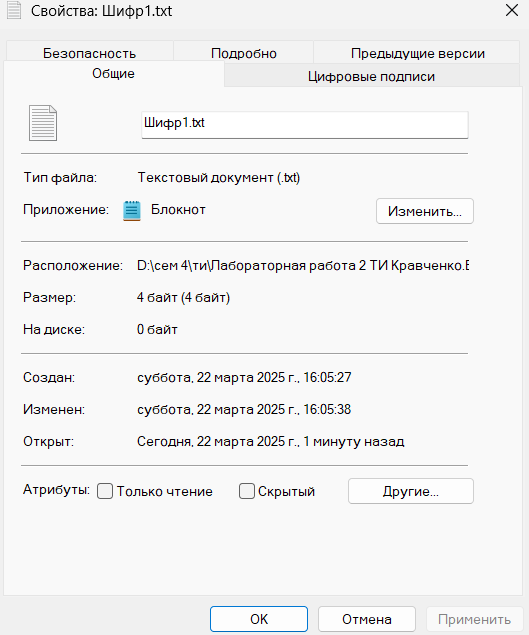 Свойства: Шифр1.txt
Безопасность Подробно Предыдущие версии
Общие Цифровые подписи
Шифр1.txt
Тип файла: Текстовый документ (.txt)
Приложение: Блокнот Изменить...
Расположение: D:\сем 4\ти\Лабораторная работа 2 ТИ Кравченко.Е
Размер: 4 байт (4 байт)
На диске: 0 байт
Создан: суббота, 22 марта 2025 г., 16:05:27
Изменен: суббота, 22 марта 2025 г., 16:05:38
Открыт: Сегодня, 22 марта 2025 г., 1 минуту назад
Атрибуты: Только чтение Скрытый Другие...
ОК Отмена Применить